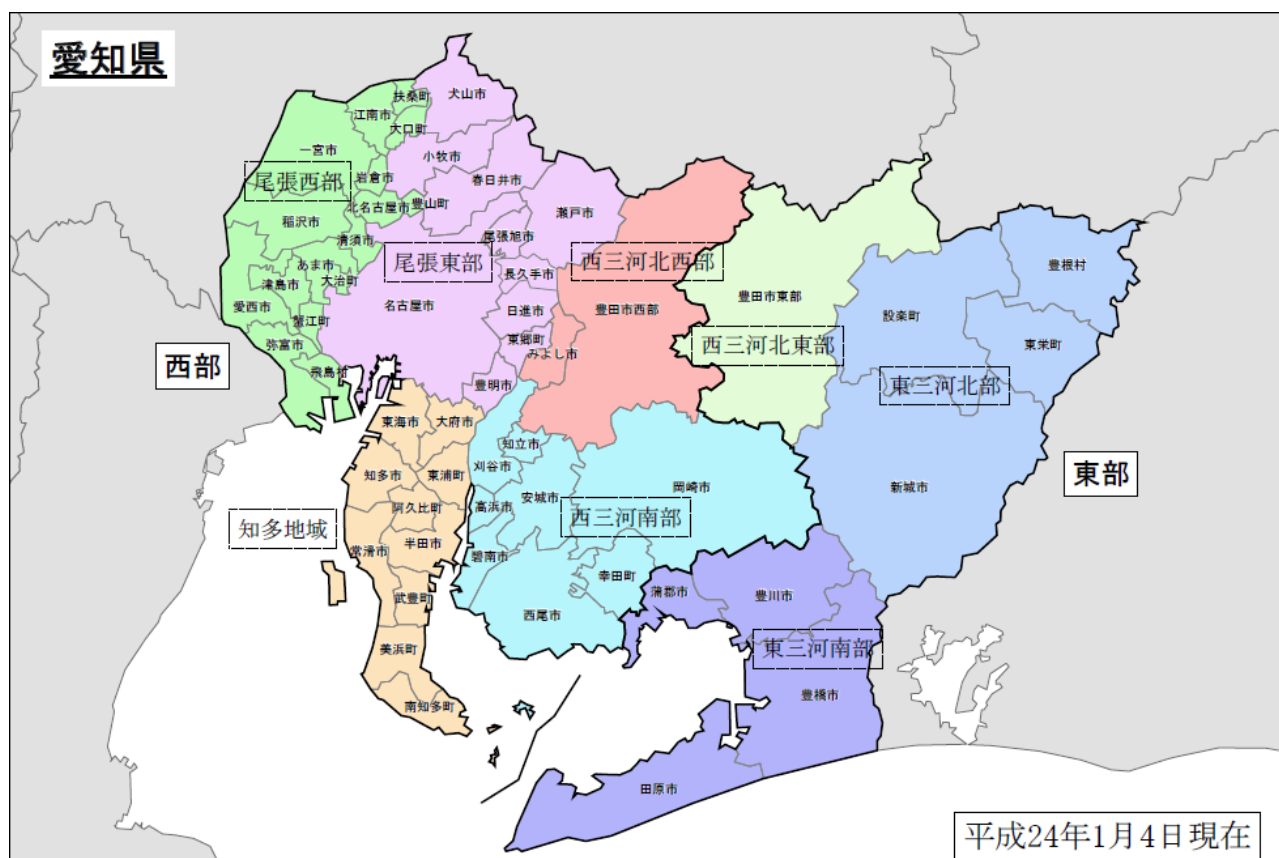 愛知県
犬山市
扶桑町
江南市
大口町
一宮市
小牧市
岩倉市
春日井市
尾張西部
北名古屋市
豊山町
瀬戸市
稲沢市
清須市
尾張旭市
尾張東部
西三河北西部
あま市
長久手市
津島市
大治町
豊根村
愛西市
名古屋市
日進市
豊田市西部
豊田市東部
設楽町
蟹江町
弥富市
東郷町
みよし市
西三河北東部
東栄町
西部
飛島村
豊明市
東三河北部
東海市
大府市
知立市
知多市
東浦町
刈谷市
東部
岡崎市
新城市
安城市
高浜市
阿久比町
西三河南部
知多地域
半田市
常滑市
碧南市
幸田町
蒲郡市
豊川市
武豊町
西尾市
美浜町
東三河南部
豊橋市
南知多町
田原市
平成24年1月4日現在